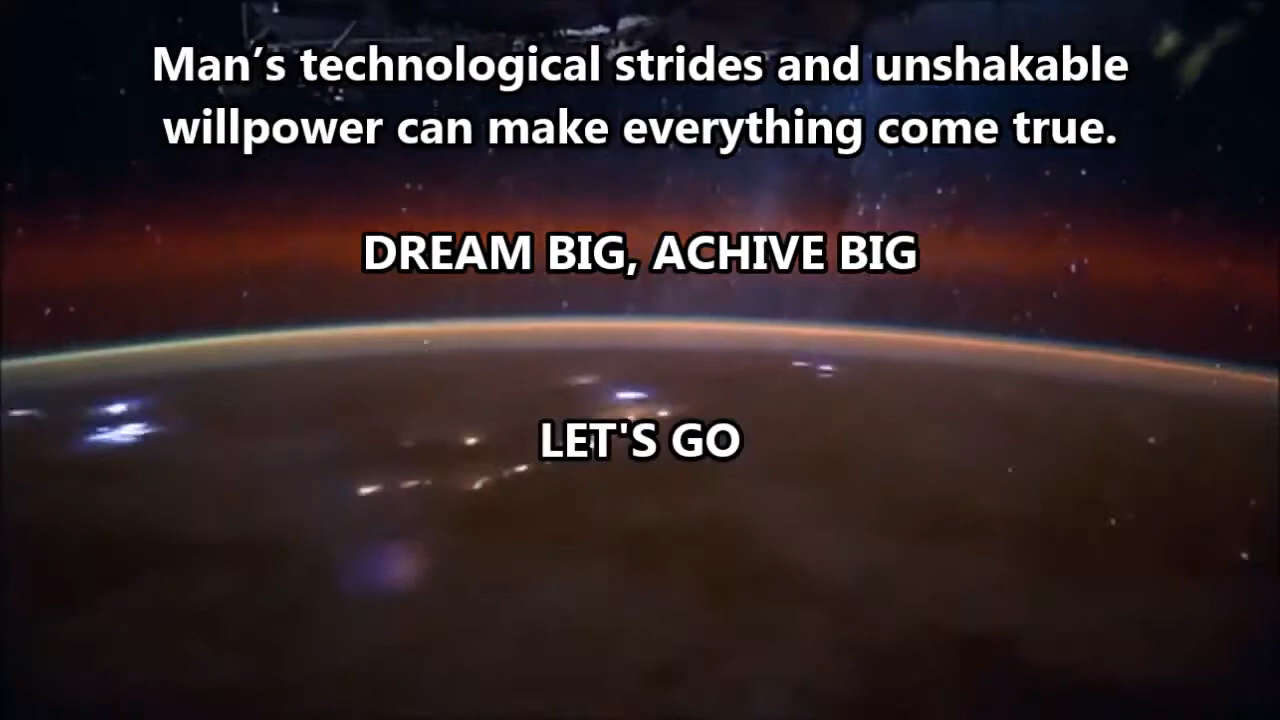 Man’s technological strides and unshakable
willpower can make everything come true.
DREAM BIG, ACHIVE BIG
LET'S GO